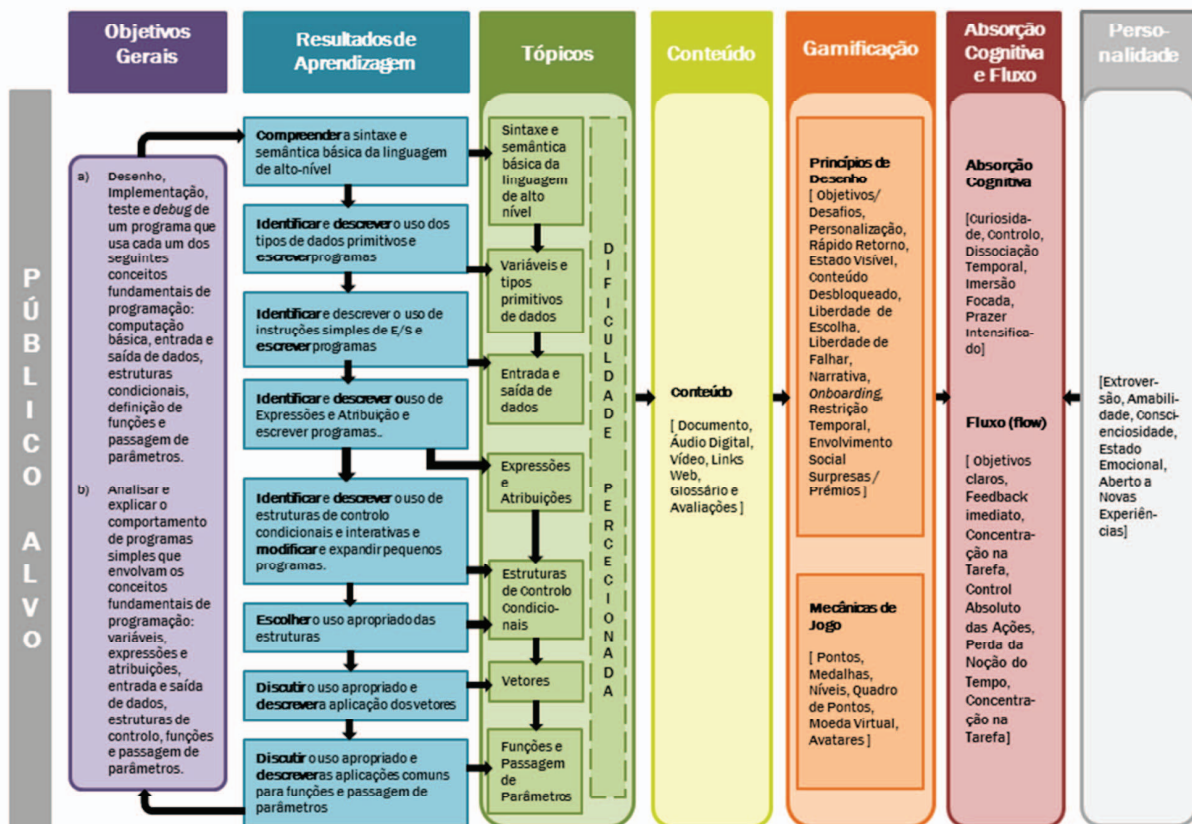 PÚBLICO ALVO
Objetivos
Gerais
a) Desenho,
Implementação,
teste e debug de
um programa que
usa cada um dos
seguintes
conceitos
fundamentais de
programação:
computação
básica, entrada e
saída de dados,
estruturas
condicionais,
definição de
funções e
passagem de
parâmetros.
b) Analisar e
explicar o
comportamento
de programas
simples que
envolvam os
conceitos
fundamentais de
programação:
variáveis,
expressões e
atribuições,
entrada e saída
de dados,
estruturas de
controlo, funções
e passagem de
parâmetros.
Resultados de
Aprendizagem
Compreender a sintaxe e
semântica básica da linguagem
de alto-nível
Identificar e descrever o uso dos
tipos de dados primitivos e
escrever programas
Identificar e descrever o uso de
instruções simples de E/S e
escrever programas
Identificar e descrever o uso de
Expressões e Atribuição e
escrever programas..
Identificar e descrever o uso de
estruturas de controlo
condicionais e interativas e
modificar e expandir pequenos
programas.
Escolher o uso apropriado das
estruturas
Discutir o uso apropriado e
descrever a aplicação dos vetores
Discutir o uso apropriado e
descrever as aplicações comuns
para funções e passagem de
parâmetros
Tópicos
Sintaxe e
semântica
básica da
linguagem
de alto
nível
Variáveis e
tipos
primitivos
de dados
Entrada e
saída de
dados
Expressões
e
Atribuições
Estruturas
de Controlo
Condicio-
nais
Vetores
Funções e
Passagem
de
Parâmetros
DIFICULDADE PERCECIONADA
Conteúdo
Conteúdo
[ Documento,
Áudio Digital,
Vídeo, Links
Web,
Glossário e
Avaliações ]
Gamificação
Princípios de
Desenho
[ Objetivos/
Desafios,
Personalização,
Rápido Retorno,
Estado Visível,
Conteúdo
Desbloqueado,
Liberdade de
Escolha,
Liberdade de
Falhar,
Narrativa,
Onboarding,
Restrição
Temporal,
Envolvimento
Social
Surpresas /
Prémios ]
Mecânicas de
Jogo
[ Pontos,
Medalhas,
Níveis, Quadro
de Pontos,
Moeda Virtual,
Avatares ]
Absorção
Cognitiva
e Fluxo
Absorção
Cognitiva
[Curiosida-
de, Controlo,
Dissociação
Temporal,
Imersão
Focada,
Prazer
Intensifica-
do]
Fluxo (flow)
[ Objetivos
claros,
Feedback
imediato,
Concentração
na
Tarefa,
Control
Absoluto
das Ações,
Perda da
Noção do
Tempo,
Concentra-
ção na
Tarefa]
Perso-
nalidade
[Extrover-
são,
Amabili-
dade,
Consci-
enciosidade,
Estado
Emocional,
Aberto a
Novas
Experiên-
cias]